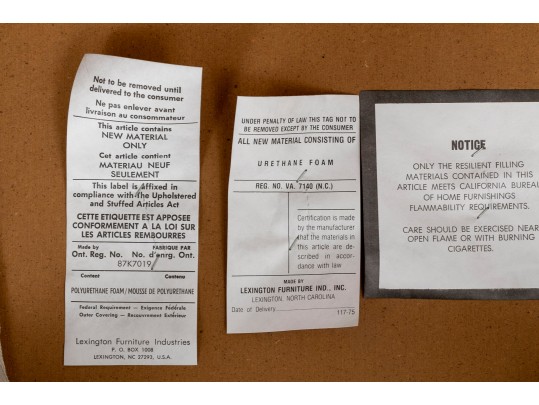 Not to be removed until
delivered to the consumer
Ne pas enlever avant
livraison au consommateur
This article contains
NEW MATERIAL
ONLY
Cet article contient
MATERIAU NEUF
SEULEMENT
This label is affixed in
compliance with the Upholstered
and Stuffed Articles Act
CETTE ETIQUETTE EST APPOSEE
CONFORMEMENT A LA LOI SUR
LES ARTICLES REMBOURRES
Made by FABRIQUE PAR
Ont. Reg. No. No. d'enrg. Ont.
87K7019
Content Contenu
POLYURETHANE FOAM/MOUSSE DE POLYURETHANE
Federal Requirement — Exigence Fédérale
Outer Covering — Recouvrement Extérieur
Lexington Furniture Industries
P. O. BOX 1008
LEXINGTON, NC 27293, U.S.A.
UNDER PENALTY OF LAW THIS TAG NOT TO
BE REMOVED EXCEPT BY THE CONSUMER
ALL NEW MATERIAL CONSISTING OF
URETHANE FOAM
REG. NO. VA. 7140 (N.C.)
Certification is made
by the manufacturer
that the materials in
this article are de-
scribed in accor-
dance with law
MADE BY
LEXINGTON FURNITURE IND., INC.
LEXINGTON, NORTH CAROLINA
Date of Delivery
117-75
NOTICE
ONLY THE RESILIENT FILLING
MATERIALS CONTAINED IN THIS
ARTICLE MEETS CALIFORNIA BUREAU
OF HOME FURNISHINGS
FLAMMABILITY REQUIREMENTS.
CARE SHOULD BE EXERCISED NEAR
OPEN FLAME OR WITH BURNING
CIGARETTES.